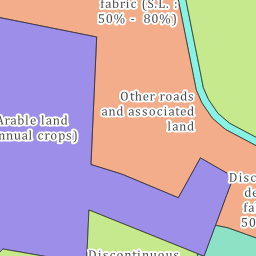 fabric (S.L. :
50% - 80%)
Other roads
and associated
land
Arable land
nnual crops)
Disc
de
fa
50
Discontinuous